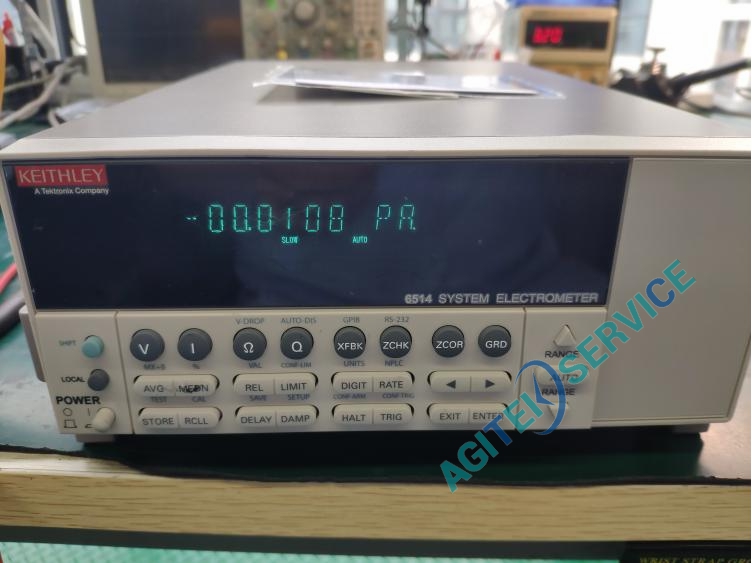 KEITHLEY
A Tektronix Company
-00.0108 PA
SLOW AUTO
6514 SYSTEM ELECTROMETER
V-DROP AUTO-DIS GPIB RS-232
SHIFT V I Ω Q XFBK ZCHK ZCOR GRD
RANGE
MX+B % VAL CONF-LIM UNITS NPLC
LOCAL AVG MEDN REL LIMIT DIGIT RATE ◄ ► AUTO
RANGE
POWER TEST CAL SAVE SETUP CONF-ARM CONF-TRIG
STORE RCLL DELAY DAMP HALT TRIG EXIT ENTER
AGITEK SERVICE